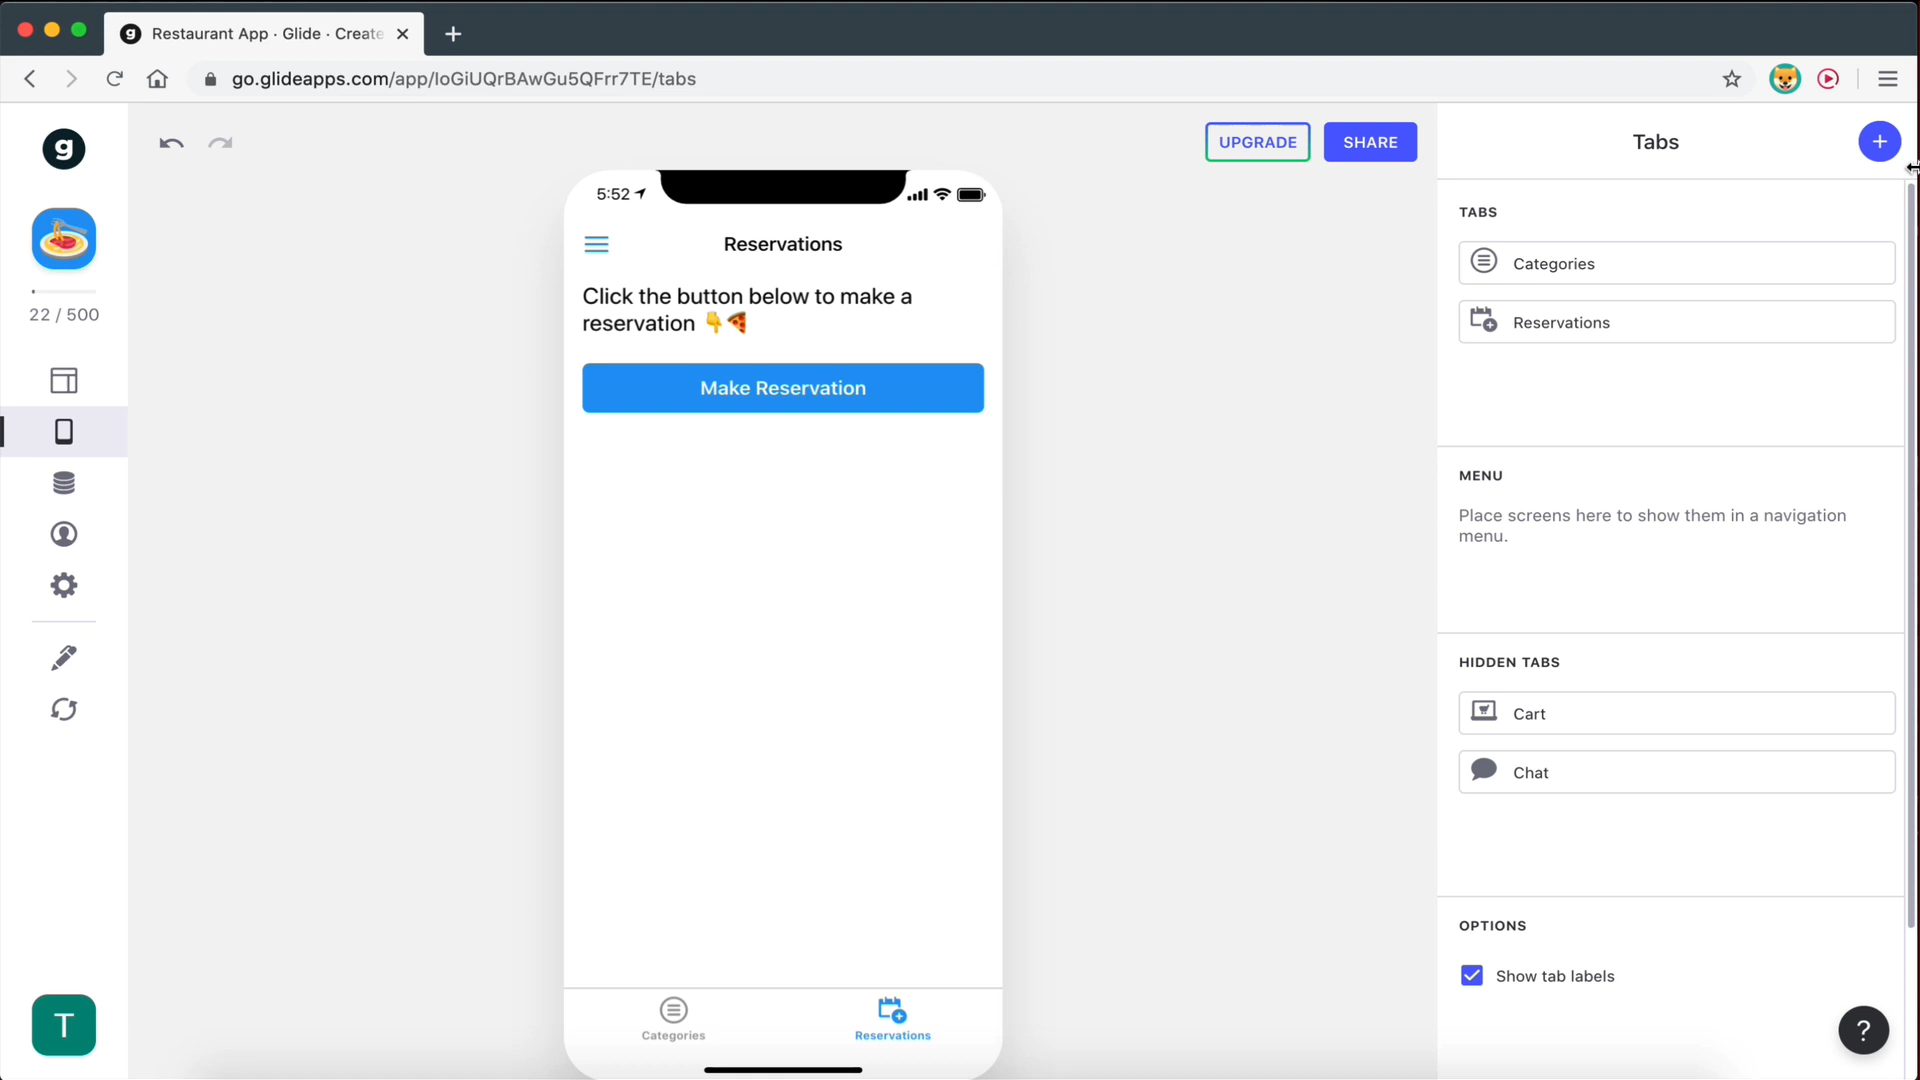 Restaurant App · Glide · Create
go.glideapps.com/app/IoGiUQrBAwGu5QFrr7TE/tabs
g
22 / 500
T
UPGRADE
SHARE
5:52
Reservations
Click the button below to make a
reservation 👇🍕
Make Reservation
Categories
Reservations
Tabs
TABS
Categories
Reservations
MENU
Place screens here to show them in a navigation
menu.
HIDDEN TABS
Cart
Chat
OPTIONS
Show tab labels
?